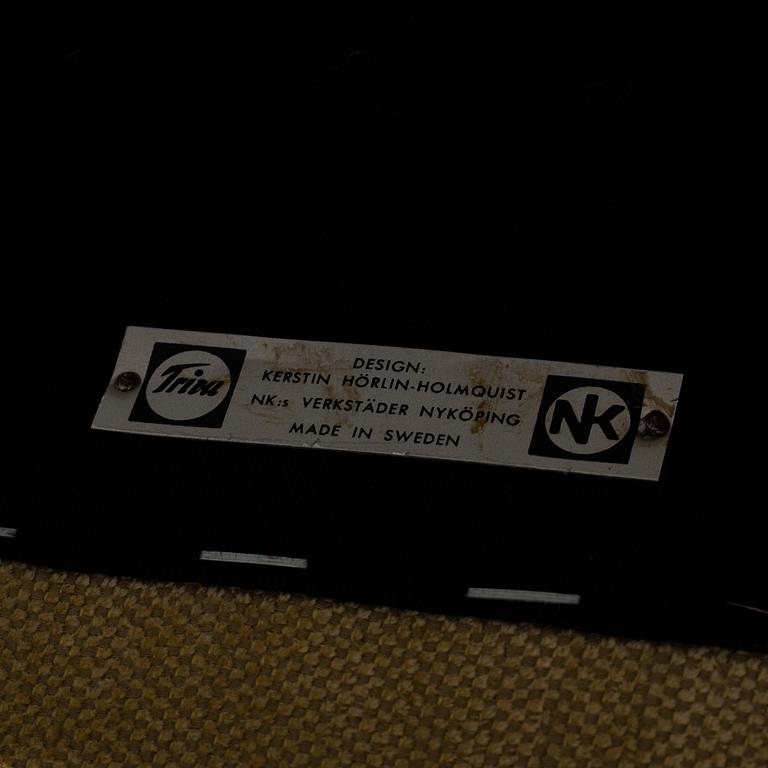 Triva
DESIGN:
KERSTIN HÖRLIN-HOLMQUIST
NK:s VERKSTÄDER NYKÖPING
MADE IN SWEDEN
NK